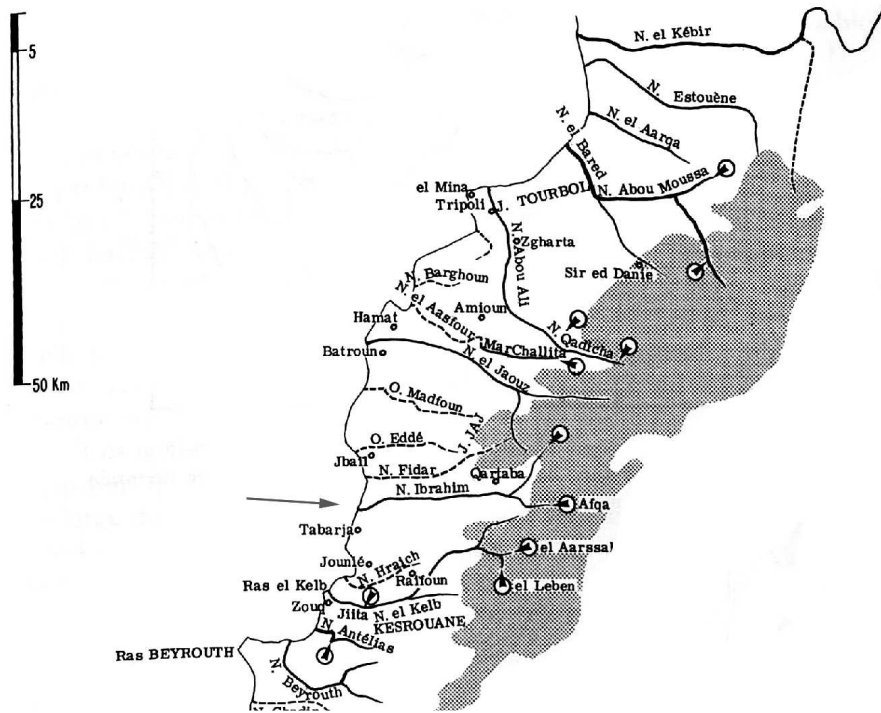 N. el Kébir
5
N. Estouène
N. el Aarqa
N. el Bared
N. Abou Moussa
el Mina
25
Tripoli
J. TOURBOL
N. Abou Ali
Zgharta
Sir ed Danie
N. Barghoun
N. el Aasfour
Amioun
Hamat
N. Qadicha
MarChallita
Batroun
N. el Jaouz
50 Km
O. Madfoun
J. JAJ
O. Eddé
Jbail
N. Fidar
Qartaba
N. Ibrahim
Afqa
Tabarja
el Aarssal
Jounié
N. Hraich
Raifoun
Ras el Kelb
el Leben
Zouq
Jiita
N. el Kelb
KESROUANE
N. Antélias
Ras BEYROUTH
N. Beyrouth